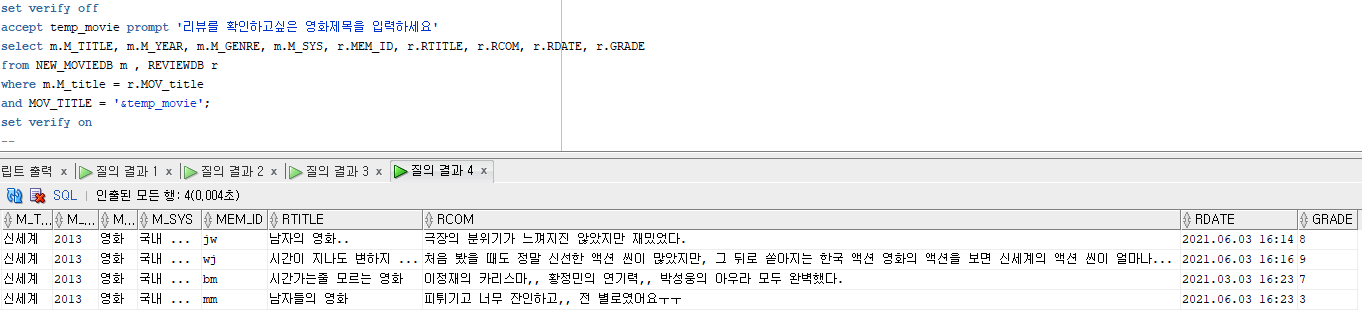 set verify off
accept temp_movie prompt '리뷰를 확인하고싶은 영화제목을 입력하세요'
select m.M_TITLE, m.M_YEAR, m.M_GENRE, m.M_SYS, r.MEM_ID, r.RTITLE, r.RCOM, r.RDATE, r.GRADE
from NEW_MOVIEDB m , REVIEWDB r
where m.M_title = r.MOV_title
and MOV_TITLE = '&temp_movie';
set verify on
--
립트 출력 x 질의 결과 1 x 질의 결과 2 x 질의 결과 3 x 질의 결과 4 x
SQL | 인출된 모든 행: 4(0,004초)
M_T... M_... M... M_SYS MEM_ID RTITLE RCOM RDATE GRADE
신세계 2013 영화 국내 ... jw 남자의 영화.. 극장의 분위기가 느껴지진 않았지만 재밌었다. 2021.06.03 16:14 8
신세계 2013 영화 국내 ... wj 시간이 지나도 변하지 ... 처음 봤을 때도 정말 신선한 액션 씬이 많았지만, 그 뒤로 쏟아지는 한국 액션 영화의 액션을 보면 신세계의 액션 씬이 얼마나... 2021.06.03 16:16 9
신세계 2013 영화 국내 ... bm 시간가는줄 모르는 영화 이정재의 카리스마,, 황정민의 연기력,, 박성웅의 아우라 모두 완벽했다. 2021.03.03 16:23 7
신세계 2013 영화 국내 ... mm 남자들의 영화 피튀기고 너무 잔인하고,, 전 별로였어요ㅜㅜ 2021.06.03 16:23 3